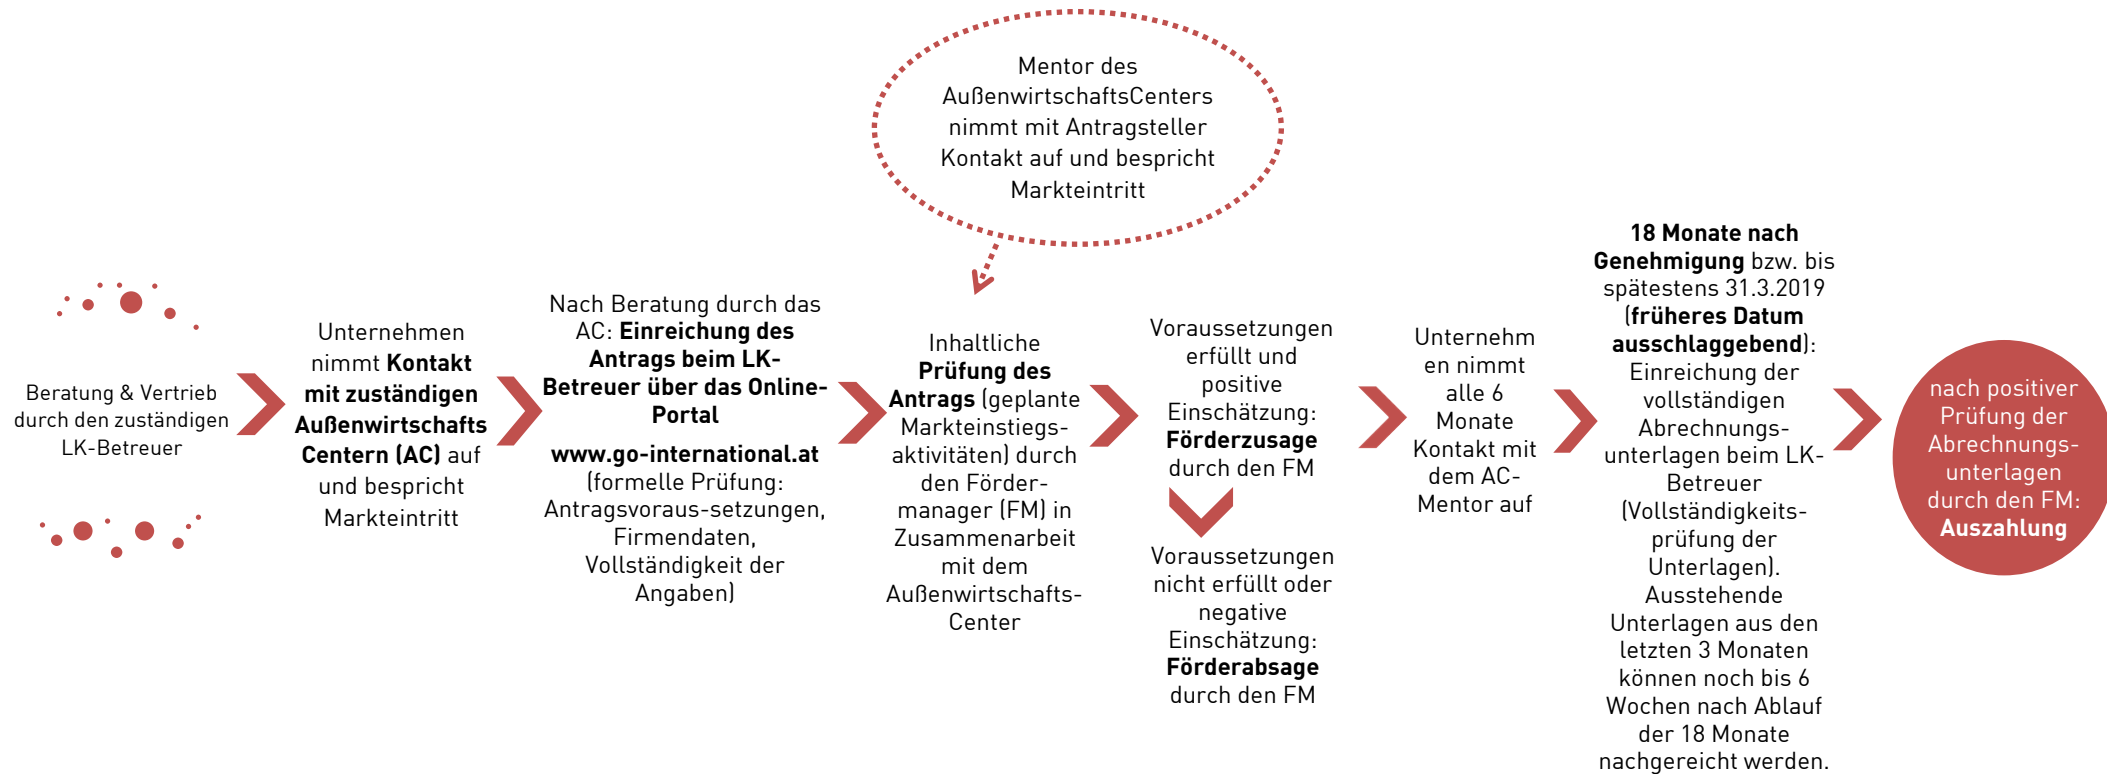 Mentor des
AußenwirtschaftsCenters
nimmt mit Antragsteller
Kontakt auf und bespricht
Markteintritt
Beratung & Vertrieb
durch den zuständigen
LK-Betreuer
Unternehmen
nimmt Kontakt
mit zuständigen
Außenwirtschafts
Centern (AC) auf
und bespricht
Markteintritt
Nach Beratung durch das
AC: Einreichung des
Antrags beim LK-
Betreuer über das Online-
Portal
www.go-international.at
(formelle Prüfung:
Antragsvoraus-setzungen,
Firmendaten,
Vollständigkeit der
Angaben)
Inhaltliche
Prüfung des
Antrags (geplante
Markteinstiegs-
aktivitäten) durch
den Förder-
manager (FM) in
Zusammenarbeit
mit dem
Außenwirtschafts-
Center
Voraussetzungen
erfüllt und
positive
Einschätzung:
Förderzusage
durch den FM
Voraussetzungen
nicht erfüllt oder
negative
Einschätzung:
Förderabsage
durch den FM
Unternehm
en nimmt
alle 6
Monate
Kontakt mit
dem AC-
Mentor auf
18 Monate nach
Genehmigung bzw. bis
spätestens 31.3.2019
(früheres Datum
ausschlaggebend):
Einreichung der
vollständigen
Abrechnungs-
unterlagen beim LK-
Betreuer
(Vollständigkeits-
prüfung der
Unterlagen).
Ausstehende
Unterlagen aus den
letzten 3 Monaten
können noch bis 6
Wochen nach Ablauf
der 18 Monate
nachgereicht werden.
nach positiver
Prüfung der
Abrechnungs-
unterlagen
durch den FM:
Auszahlung